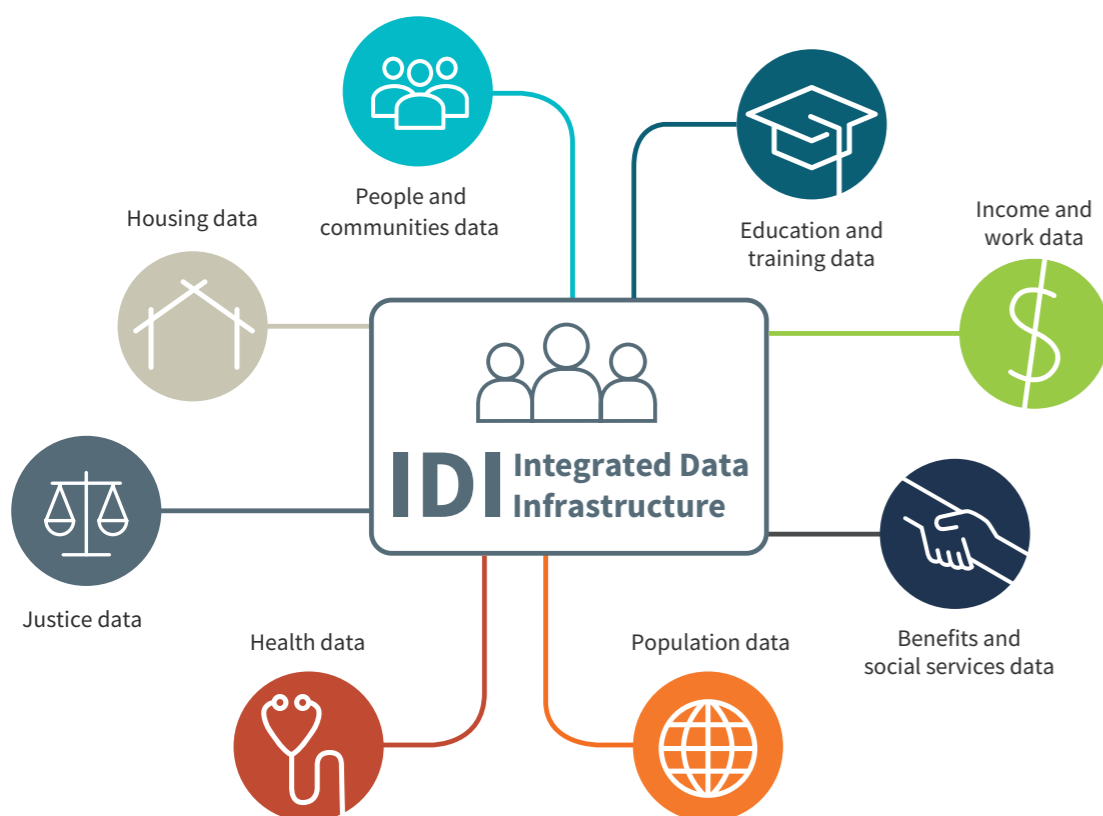 People and
communities data
Education and
training data
Income and
work data
Housing data
IDI
Integrated Data
Infrastructure
Justice data
Health data
Population data
Benefits and
social services data